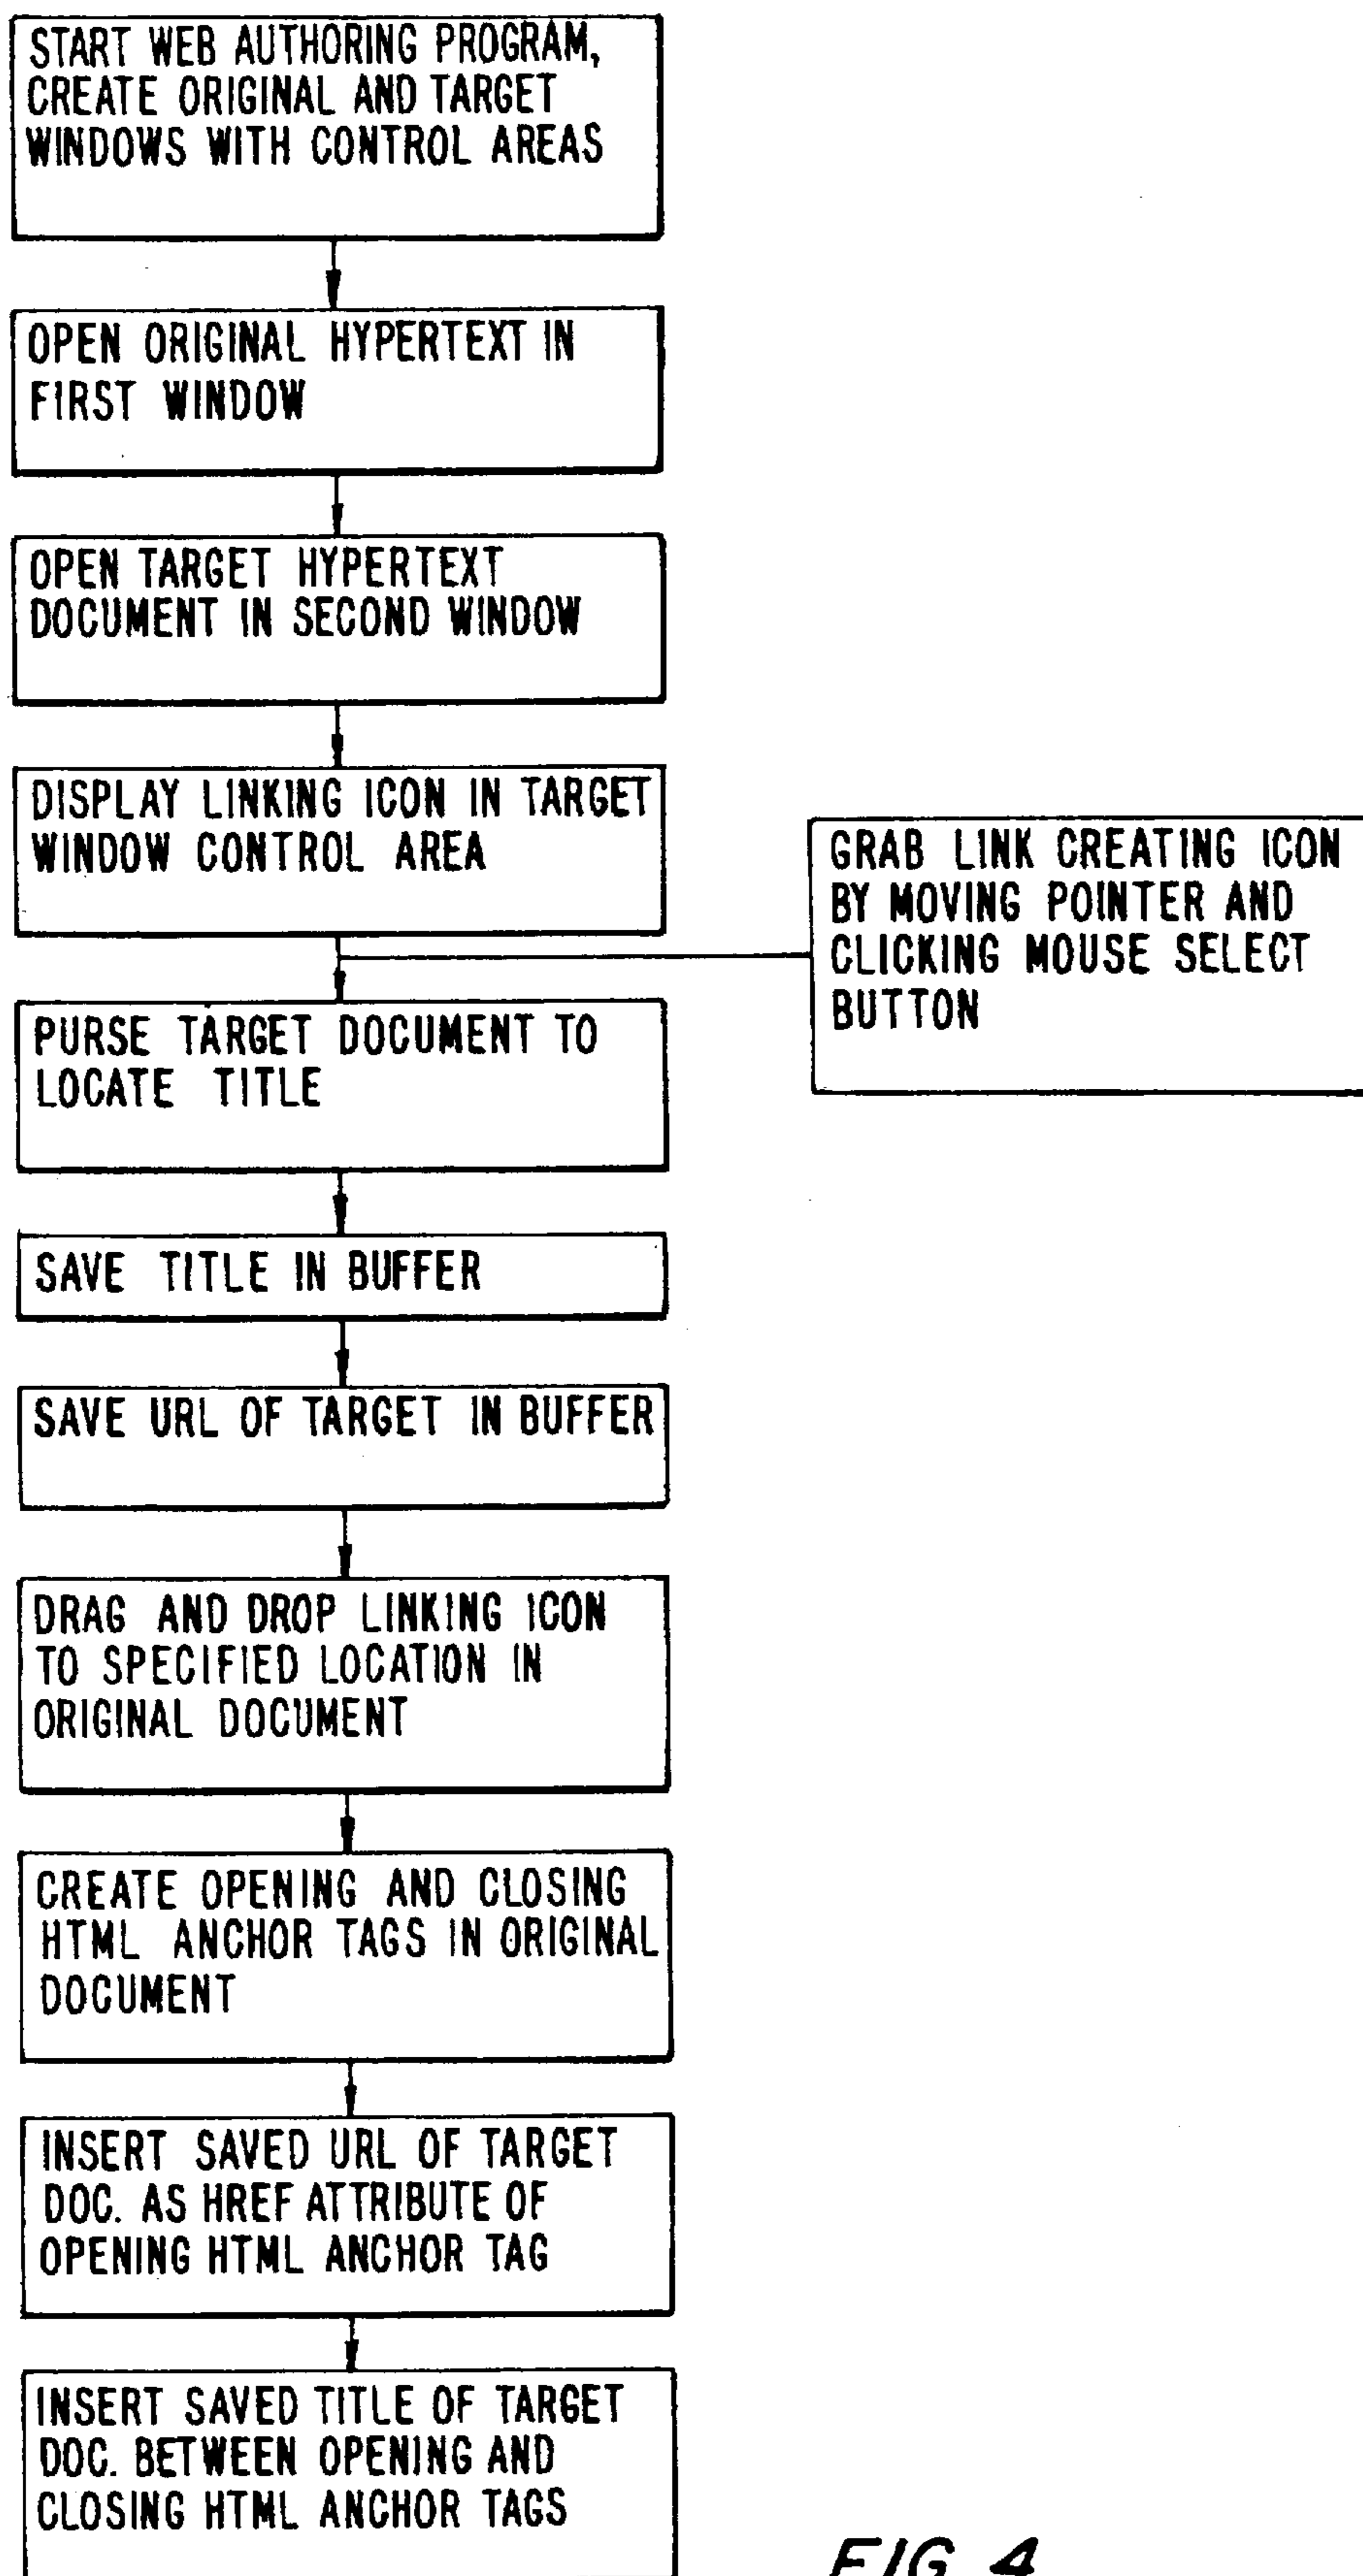 START WEB AUTHORING PROGRAM,
CREATE ORIGINAL AND TARGET
WINDOWS WITH CONTROL AREAS
OPEN ORIGINAL HYPERTEXT IN
FIRST WINDOW
OPEN TARGET HYPERTEXT
DOCUMENT IN SECOND WINDOW
DISPLAY LINKING ICON IN TARGET
WINDOW CONTROL AREA
GRAB LINK CREATING ICON
BY MOVING POINTER AND
CLICKING MOUSE SELECT
BUTTON
PURSE TARGET DOCUMENT TO
LOCATE TITLE
SAVE TITLE IN BUFFER
SAVE URL OF TARGET IN BUFFER
DRAG AND DROP LINKING ICON
TO SPECIFIED LOCATION IN
ORIGINAL DOCUMENT
CREATE OPENING AND CLOSING
HTML ANCHOR TAGS IN ORIGINAL
DOCUMENT
INSERT SAVED URL OF TARGET
DOC. AS HREF ATTRIBUTE OF
OPENING HTML ANCHOR TAG
INSERT SAVED TITLE OF TARGET
DOC. BETWEEN OPENING AND
CLOSING HTML ANCHOR TAGS
FIG 4